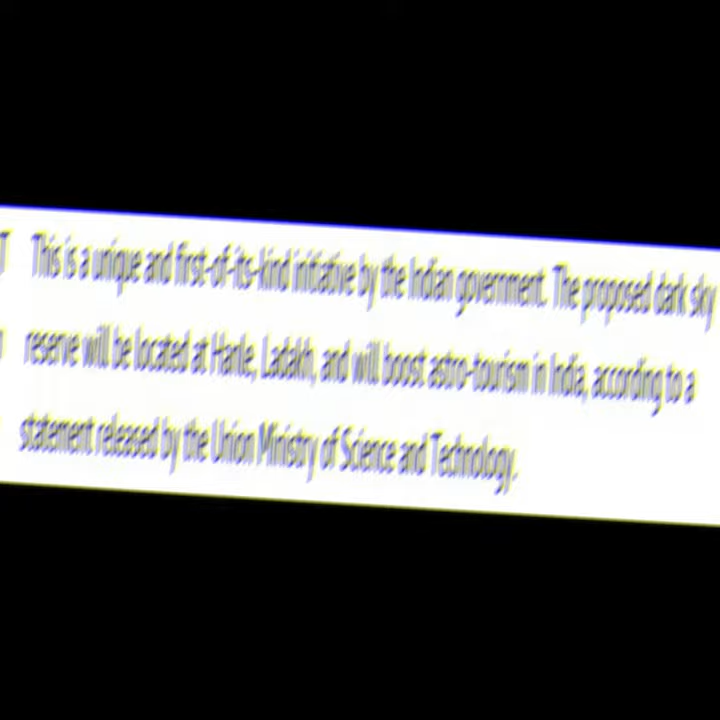 This is a unique and first-of-its-kind initiative by the Indian government. The proposed dark sky
reserve will be located at Hanle, Ladakh, and will boost astro-tourism in India, according to a
statement released by the Union Ministry of Science and Technology.